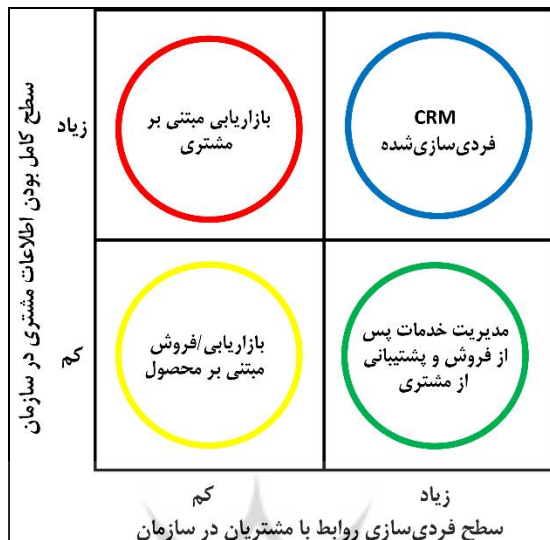 سطح کامل بودن اطلاعات مشتری در سازمان
زیاد
کم
CRM
فردی‌سازی‌شده
بازاریابی مبتنی بر
مشتری
مدیریت خدمات پس
از فروش و پشتیبانی
از مشتری
بازاریابی/فروش
مبتنی بر محصول
زیاد
کم
سطح فردی‌سازی روابط با مشتریان در سازمان